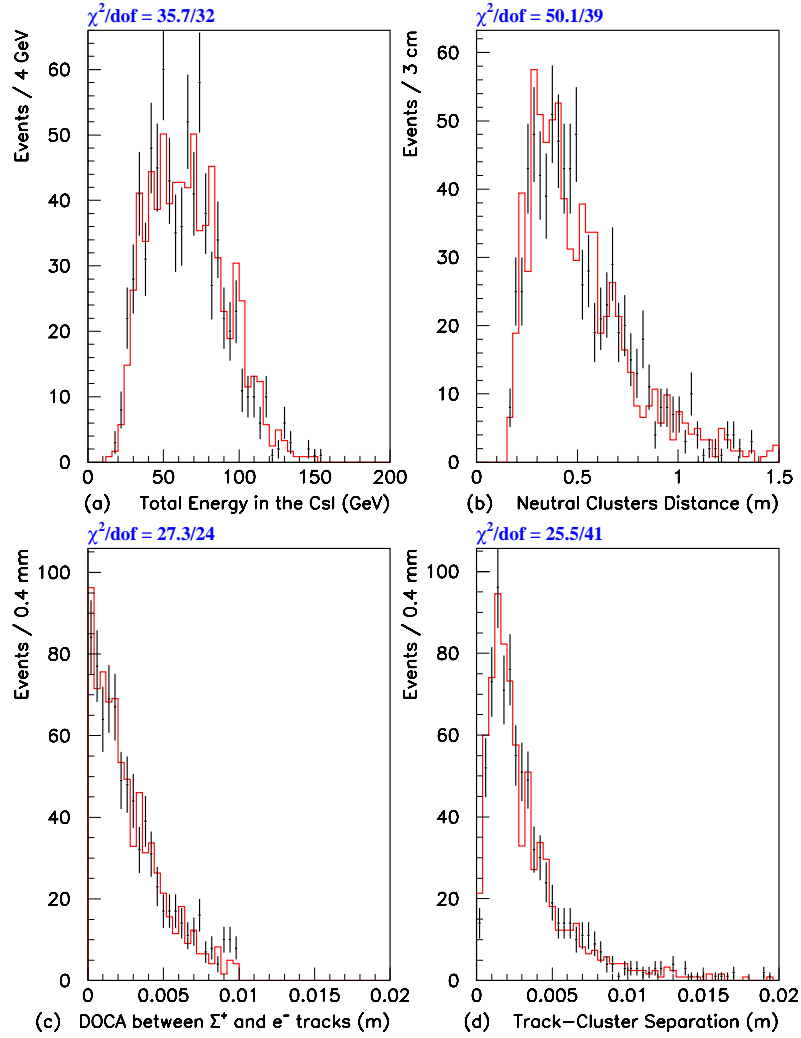 χ²/dof = 35.7/32
Events / 4 GeV
60
50
40
30
20
10
0
0 50 100 150 200
(a) Total Energy in the CsI (GeV)
χ²/dof = 50.1/39
Events / 3 cm
60
50
40
30
20
10
0
0 0.5 1 1.5
(b) Neutral Clusters Distance (m)
χ²/dof = 27.3/24
Events / 0.4 mm
100
80
60
40
20
0
0 0.005 0.01 0.015 0.02
(c) DOCA between Σ⁺ and e⁻ tracks (m)
χ²/dof = 25.5/41
Events / 0.4 mm
100
80
60
40
20
0
0 0.005 0.01 0.015 0.02
(d) Track−Cluster Separation (m)